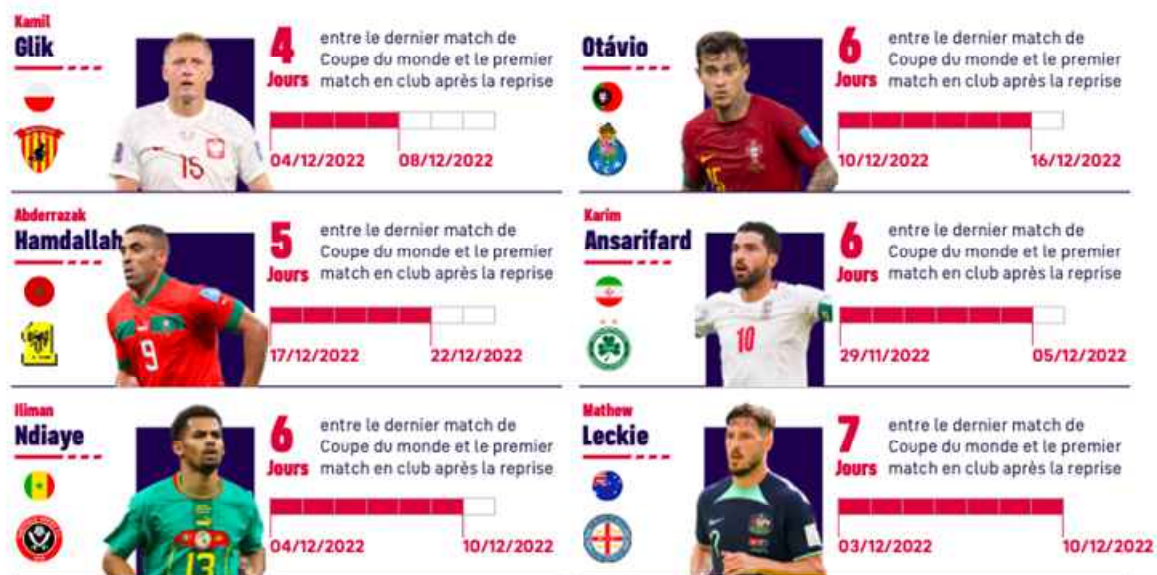 Kamil
Glik
4
Jours
entre le dernier match de
Coupe du monde et le premier
match en club après la reprise
15
04/12/2022
08/12/2022
Otávio
6
Jours
entre le dernier match de
Coupe du monde et le premier
match en club après la reprise
10/12/2022
16/12/2022
Abderrazak
Hamdallah
5
Jours
entre le dernier match de
Coupe du monde et le premier
match en club après la reprise
9
17/12/2022
22/12/2022
Karim
Ansarifard
6
Jours
entre le dernier match de
Coupe du monde et le premier
match en club après la reprise
10
29/11/2022
05/12/2022
Iliman
Ndiaye
6
Jours
entre le dernier match de
Coupe du monde et le premier
match en club après la reprise
13
04/12/2022
10/12/2022
Mathew
Leckie
7
Jours
entre le dernier match de
Coupe du monde et le premier
match en club après la reprise
03/12/2022
10/12/2022